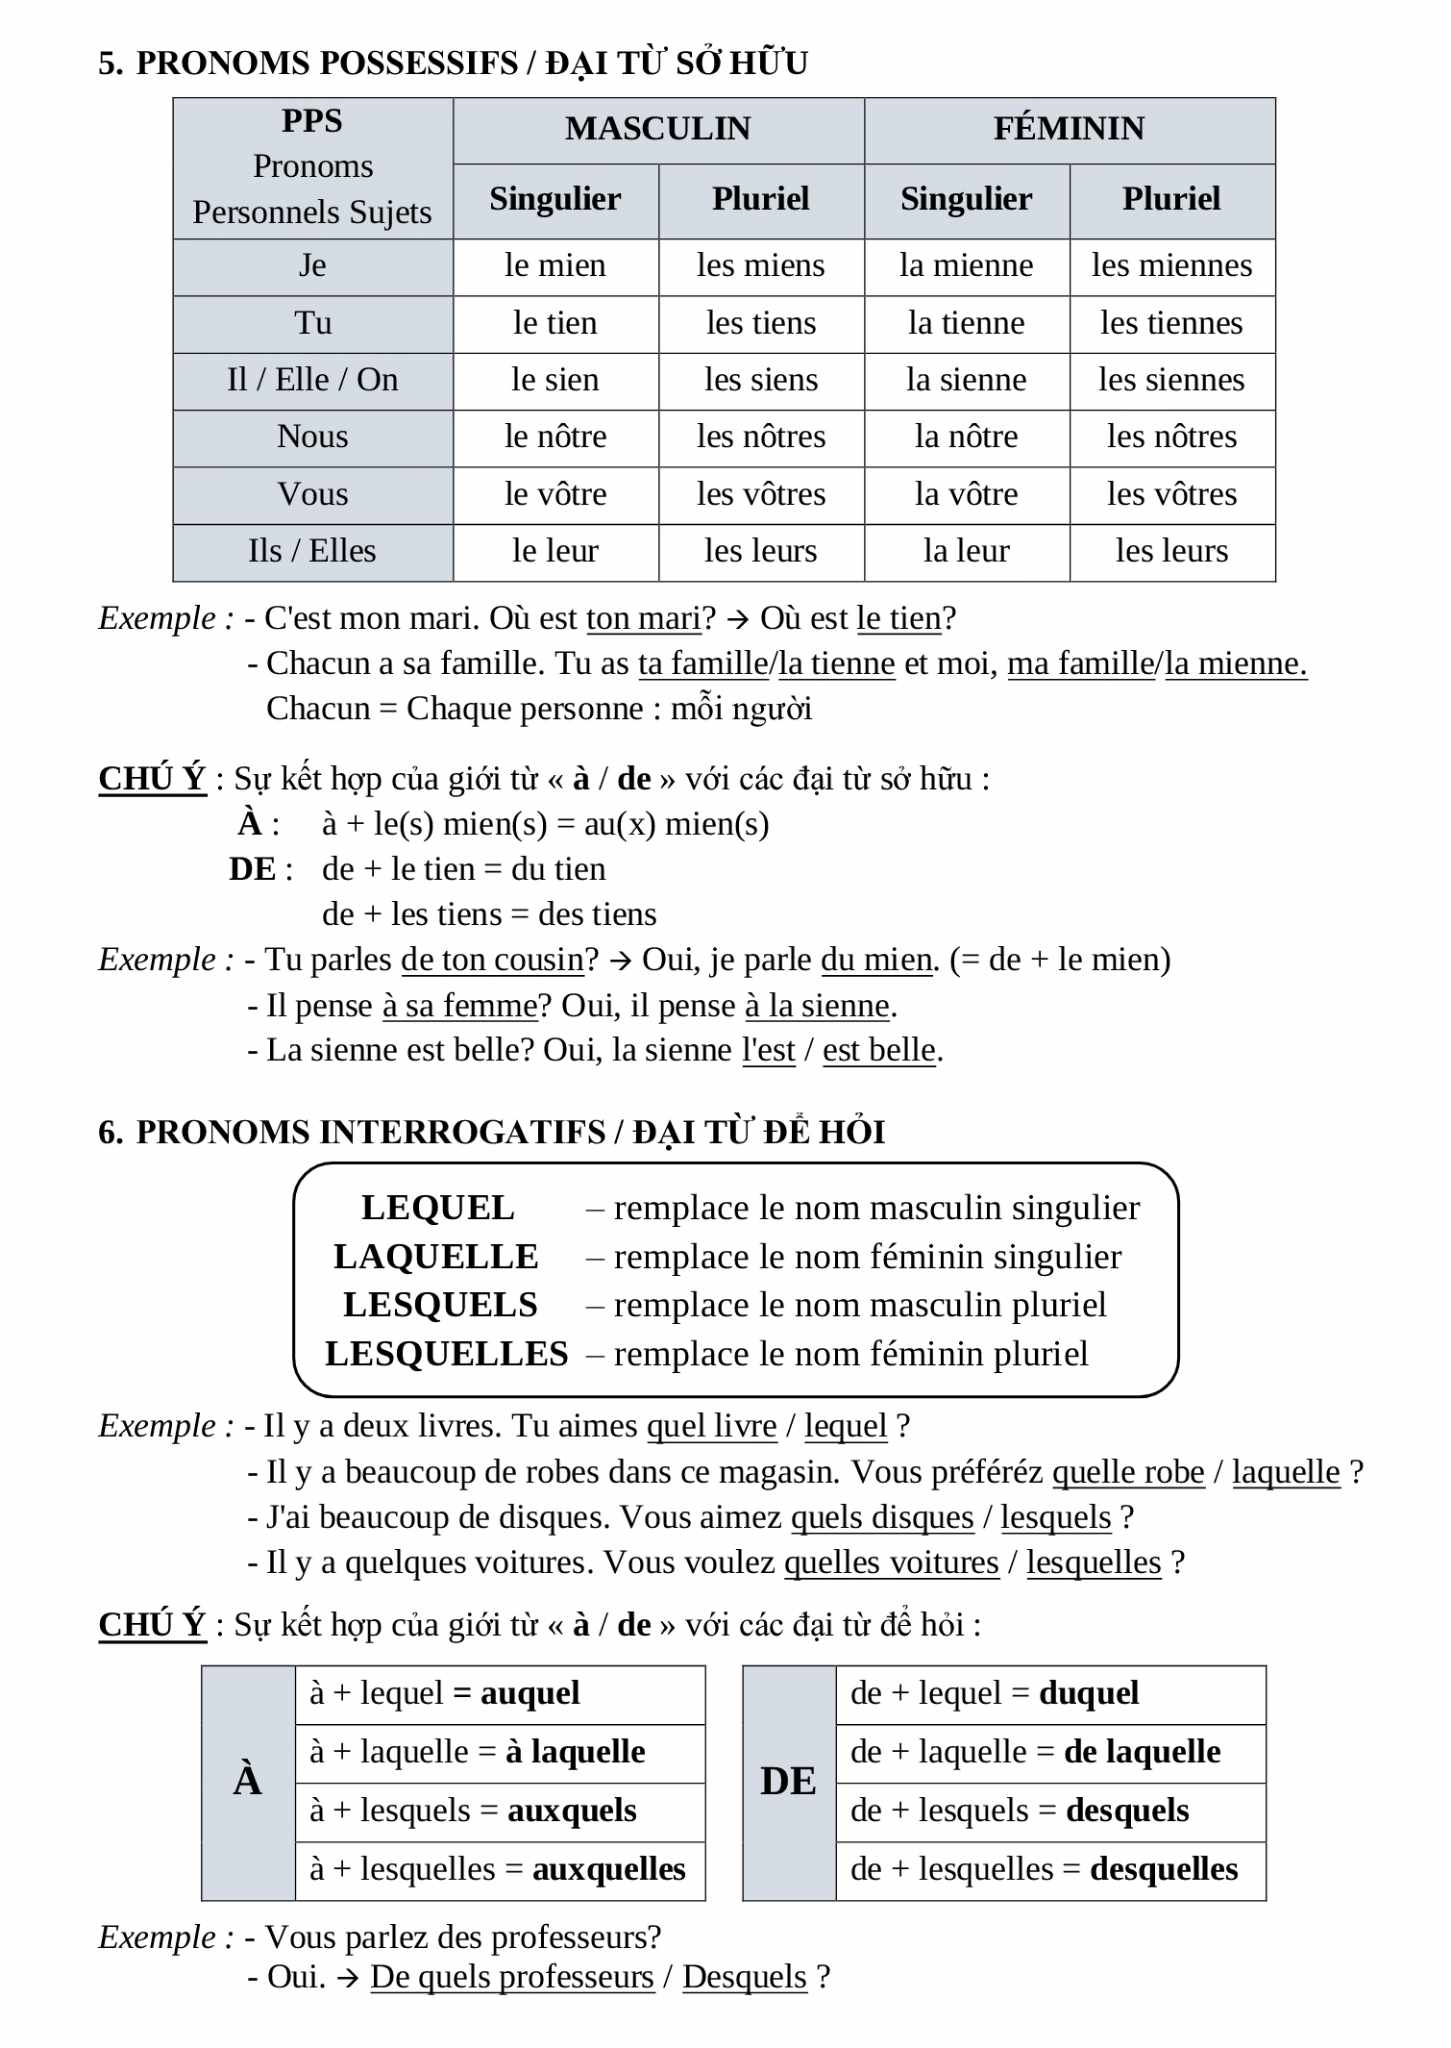 5. PRONOMS POSSESSIFS / ĐẠI TỪ SỞ HỮU
PPS
Pronoms
Personnels Sujets
MASCULIN FÉMININ
Singulier Pluriel Singulier Pluriel
Je le mien les miens la mienne les miennes
Tu le tien les tiens la tienne les tiennes
Il / Elle / On le sien les siens la sienne les siennes
Nous le nôtre les nôtres la nôtre les nôtres
Vous le vôtre les vôtres la vôtre les vôtres
Ils / Elles le leur les leurs la leur les leurs
Exemple : - C'est mon mari. Où est ton mari? → Où est le tien?
- Chacun a sa famille. Tu as ta famille/la tienne et moi, ma famille/la mienne.
Chacun = Chaque personne : mỗi người
CHÚ Ý : Sự kết hợp của giới từ « à / de » với các đại từ sở hữu :
À : à + le(s) mien(s) = au(x) mien(s)
DE : de + le tien = du tien
de + les tiens = des tiens
Exemple : - Tu parles de ton cousin? → Oui, je parle du mien. (= de + le mien)
- Il pense à sa femme? Oui, il pense à la sienne.
- La sienne est belle? Oui, la sienne l'est / est belle.
6. PRONOMS INTERROGATIFS / ĐẠI TỪ ĐỂ HỎI
LEQUEL – remplace le nom masculin singulier
LAQUELLE – remplace le nom féminin singulier
LESQUELS – remplace le nom masculin pluriel
LESQUELLES – remplace le nom féminin pluriel
Exemple : - Il y a deux livres. Tu aimes quel livre / lequel ?
- Il y a beaucoup de robes dans ce magasin. Vous préféréz quelle robe / laquelle ?
- J'ai beaucoup de disques. Vous aimez quels disques / lesquels ?
- Il y a quelques voitures. Vous voulez quelles voitures / lesquelles ?
CHÚ Ý : Sự kết hợp của giới từ « à / de » với các đại từ để hỏi :
À
à + lequel = auquel
à + laquelle = à laquelle
à + lesquels = auxquels
à + lesquelles = auxquelles
DE
de + lequel = duquel
de + laquelle = de laquelle
de + lesquels = desquels
de + lesquelles = desquelles
Exemple : - Vous parlez des professeurs?
- Oui. → De quels professeurs / Desquels ?